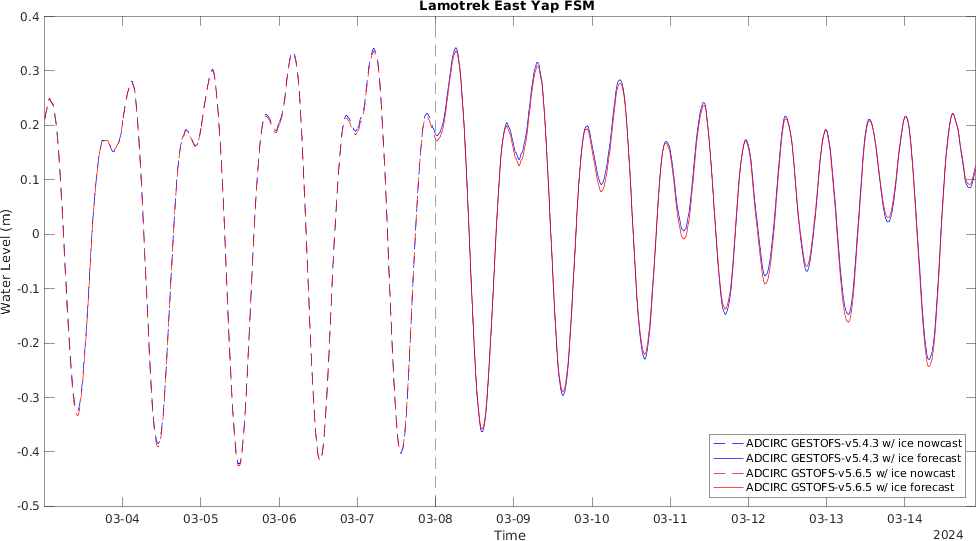 Lamotrek East Yap FSM
0.4
0.3
0.2
0.1
0
-0.1
-0.2
-0.3
-0.4
-0.5
Water Level (m)
ADCIRC GESTOFS-v5.4.3 w/ ice nowcast
ADCIRC GESTOFS-v5.4.3 w/ ice forecast
ADCIRC GSTOFS-v5.6.5 w/ ice nowcast
ADCIRC GSTOFS-v5.6.5 w/ ice forecast
03-04 03-05 03-06 03-07 03-08 03-09 03-10 03-11 03-12 03-13 03-14
Time
2024